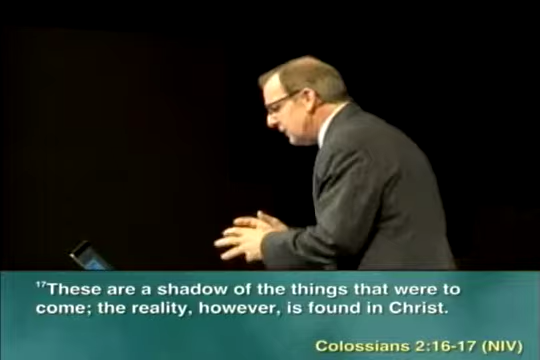 ¹⁷These are a shadow of the things that were to
come; the reality, however, is found in Christ.
Colossians 2:16-17 (NIV)